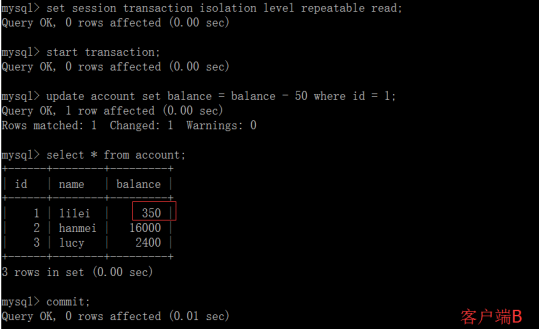 mysql> set session transaction isolation level repeatable read;
Query OK, 0 rows affected (0.00 sec)
mysql> start transaction;
Query OK, 0 rows affected (0.00 sec)
mysql> update account set balance = balance - 50 where id = 1;
Query OK, 1 row affected (0.00 sec)
Rows matched: 1  Changed: 1  Warnings: 0
mysql> select * from account;
+------+--------+---------+
| id   | name   | balance |
+------+--------+---------+
|    1 | lilei  |     350 |
|    2 | hanmei |   16000 |
|    3 | lucy   |    2400 |
+------+--------+---------+
3 rows in set (0.00 sec)
mysql> commit;
Query OK, 0 rows affected (0.01 sec)
客户端B